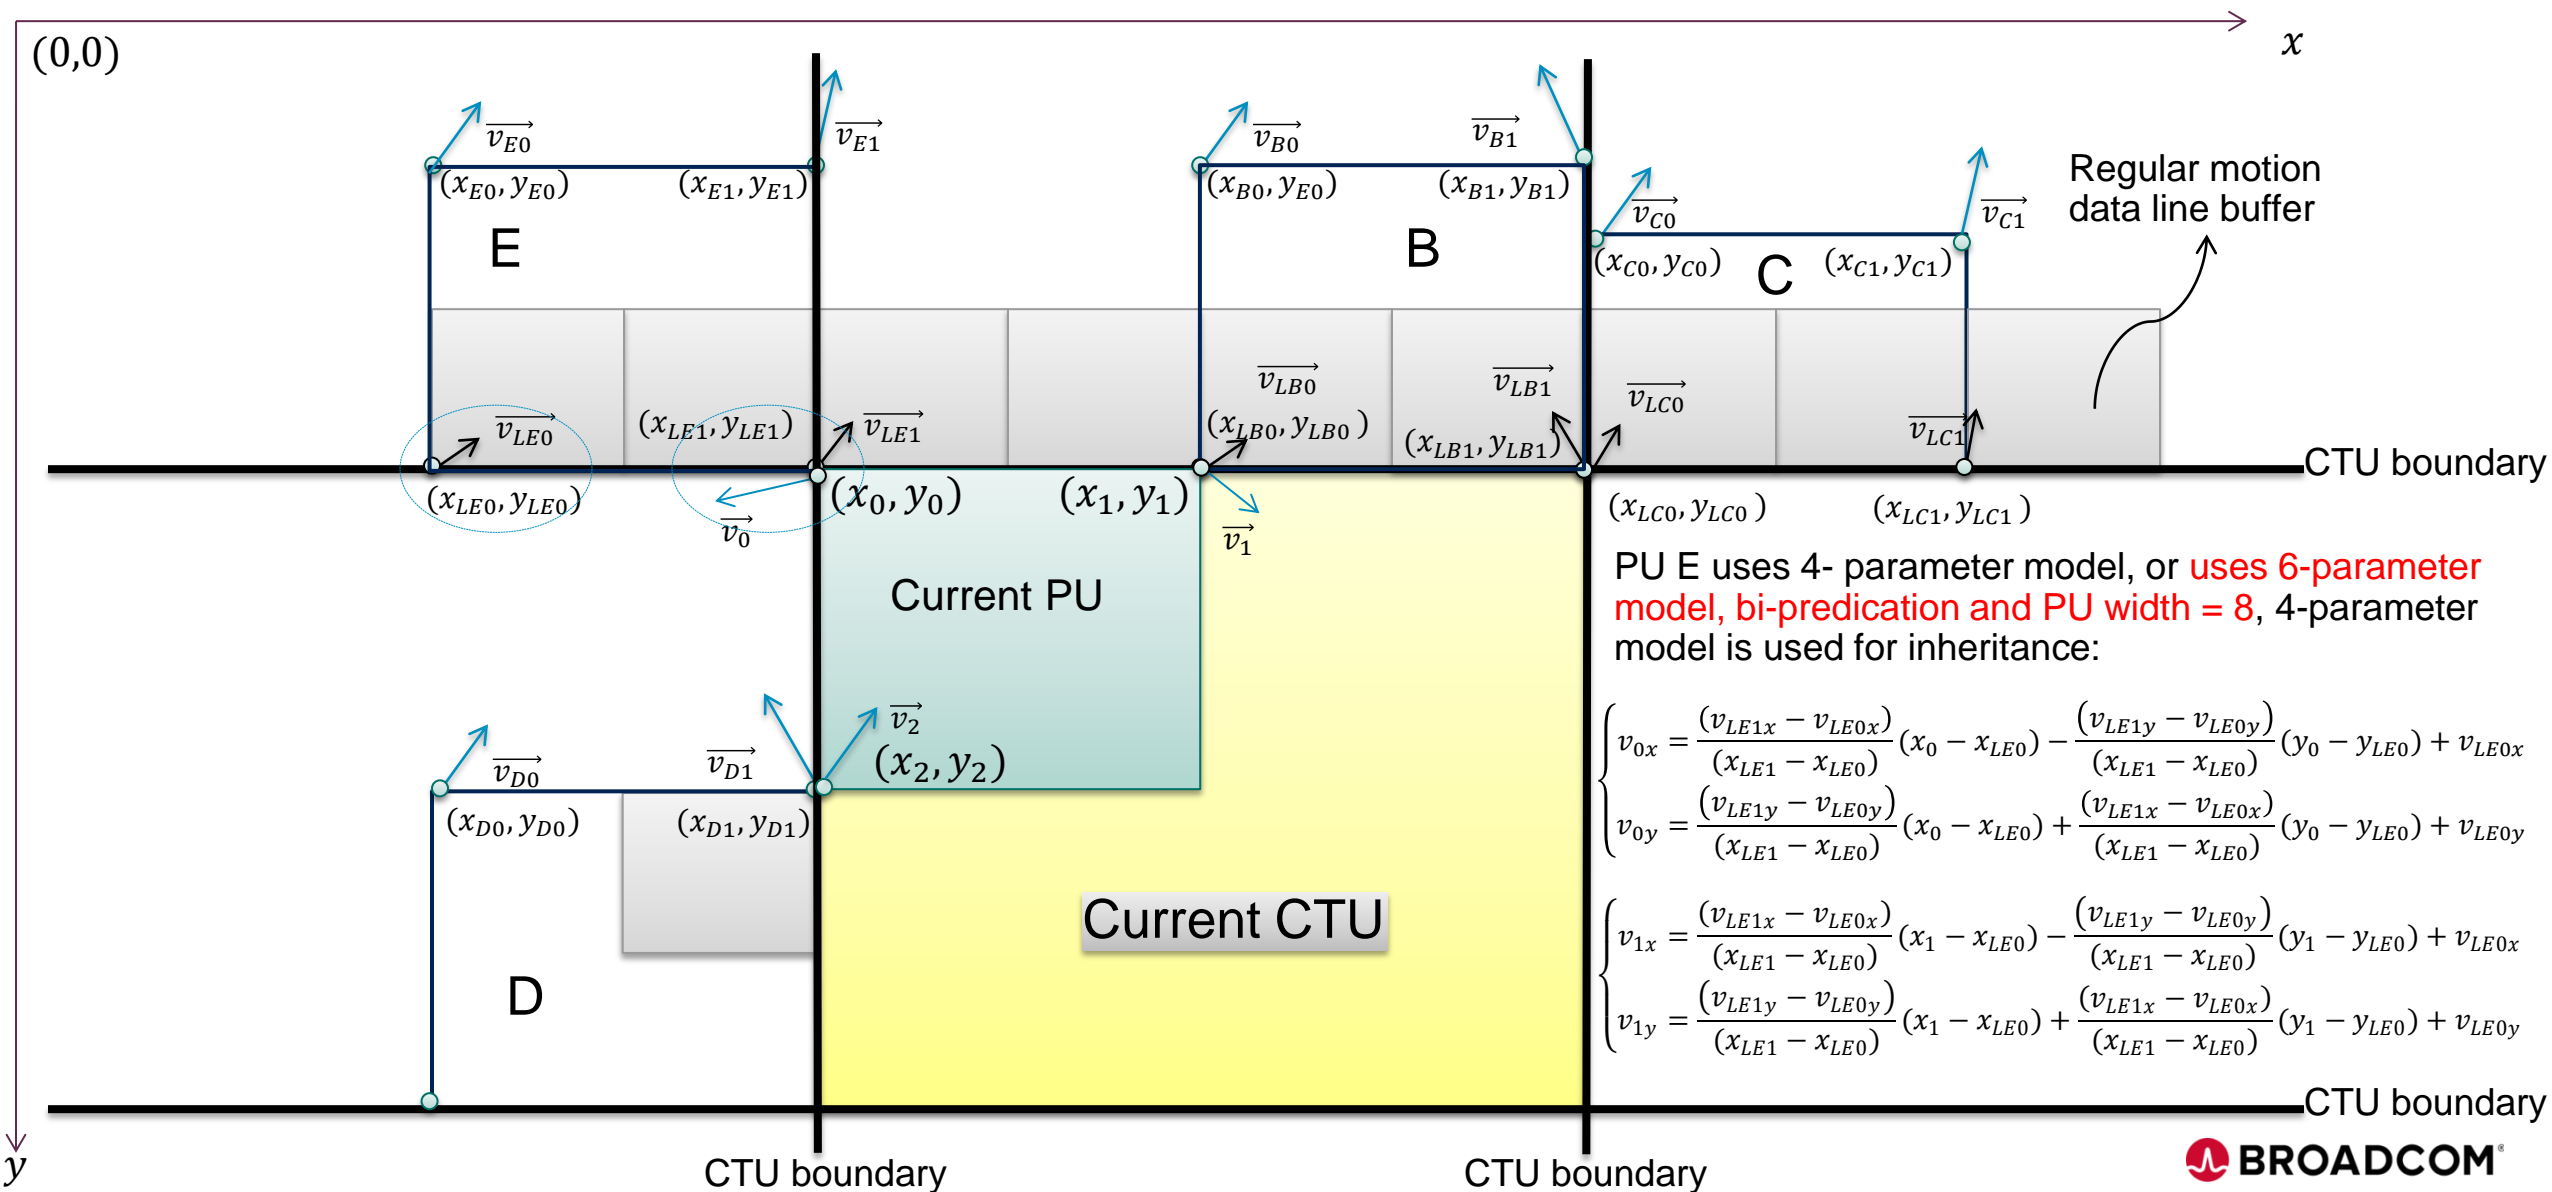 (0,0)
x
v_E0
v_E1
v_B0
v_B1
(x_E0, y_E0)
(x_E1, y_E1)
(x_B0, y_E0)
(x_B1, y_B1)
Regular motion
data line buffer
v_C0
v_C1
E
B
(x_C0, y_C0)
C
(x_C1, y_C1)
v_LB0
v_LB1
v_LC0
v_LE0
(x_LE1, y_LE1)
v_LE1
(x_LB0, y_LB0 )
(x_LB1, y_LB1)
v_LC1
CTU boundary
(x_LE0, y_LE0)
(x_0, y_0)
(x_1, y_1)
(x_LC0, y_LC0 )
(x_LC1, y_LC1 )
v_0
v_1
Current PU
PU E uses 4- parameter model, or uses 6-parameter
model, bi-predication and PU width = 8, 4-parameter
model is used for inheritance:
v_2
(x_2, y_2)
v_D0
v_D1
(x_D0, y_D0)
(x_D1, y_D1)
D
Current CTU
v_0x = (v_LE1x − v_LE0x)/(x_LE1 − x_LE0) (x_0 − x_LE0) − (v_LE1y − v_LE0y)/(x_LE1 − x_LE0) (y_0 − y_LE0) + v_LE0x
v_0y = (v_LE1y − v_LE0y)/(x_LE1 − x_LE0) (x_0 − x_LE0) + (v_LE1x − v_LE0x)/(x_LE1 − x_LE0) (y_0 − y_LE0) + v_LE0y
v_1x = (v_LE1x − v_LE0x)/(x_LE1 − x_LE0) (x_1 − x_LE0) − (v_LE1y − v_LE0y)/(x_LE1 − x_LE0) (y_1 − y_LE0) + v_LE0x
v_1y = (v_LE1y − v_LE0y)/(x_LE1 − x_LE0) (x_1 − x_LE0) + (v_LE1x − v_LE0x)/(x_LE1 − x_LE0) (y_1 − y_LE0) + v_LE0y
CTU boundary
y
CTU boundary
CTU boundary
BROADCOM®